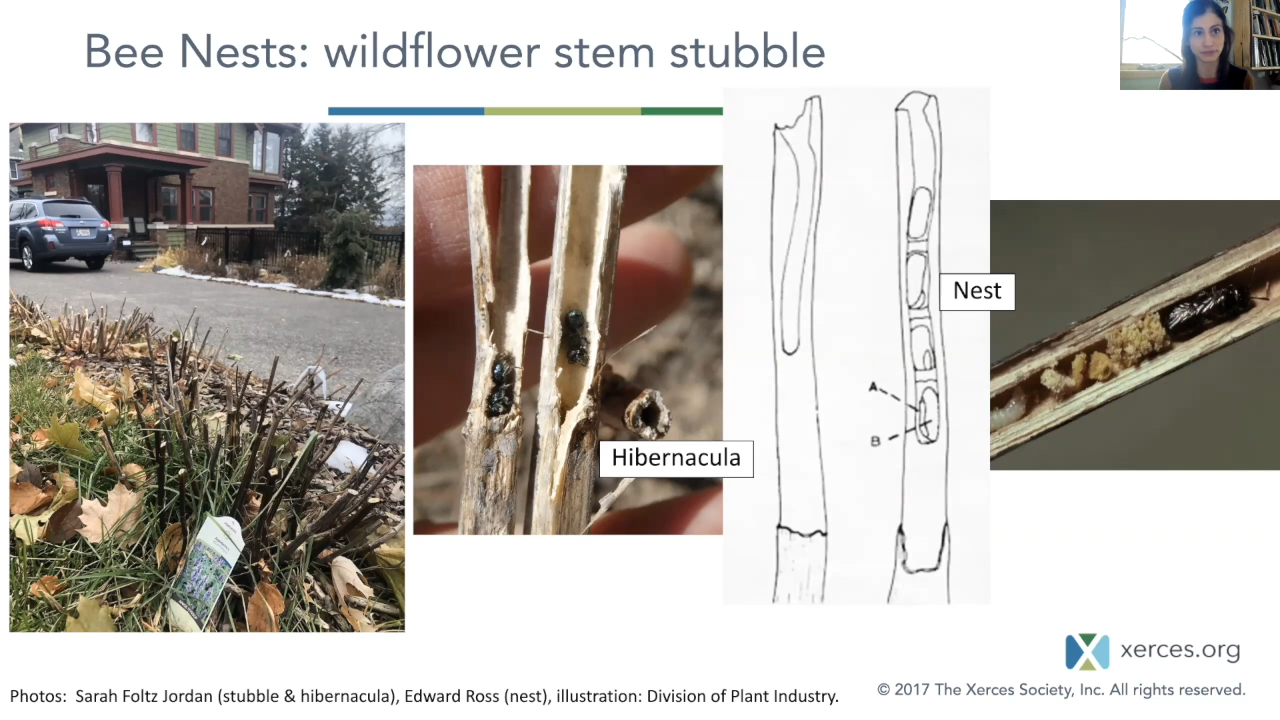 Bee Nests: wildflower stem stubble
Hibernacula
Nest
A
B
xerces.org
Photos:  Sarah Foltz Jordan (stubble & hibernacula), Edward Ross (nest), illustration: Division of Plant Industry.
© 2017 The Xerces Society, Inc. All rights reserved.